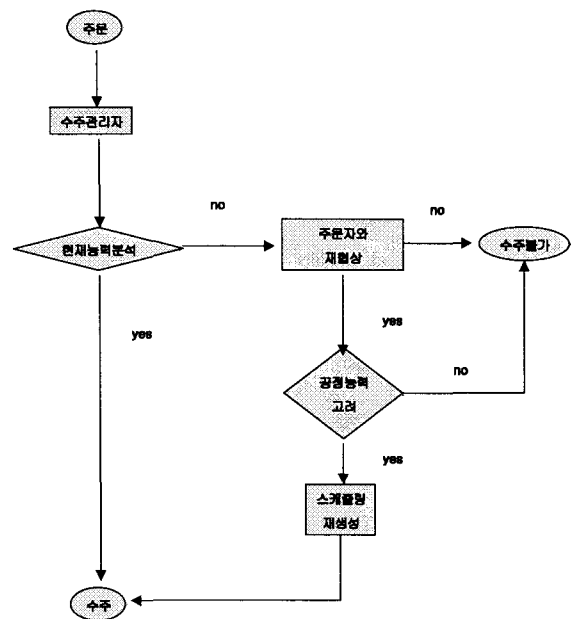 주문
수주관리자
no
no
현재능력분석
주문자와
재협상
수주불가
yes
yes
공정능력
고려
no
yes
스케쥴링
재생성
수주